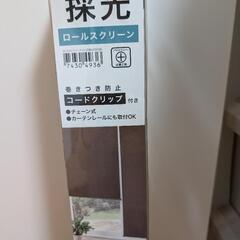 採光
ロールスクリーン
7430 4936
巻きつき防止
コードクリップ付き
●チェーン式
●カーテンレールにも取付OK